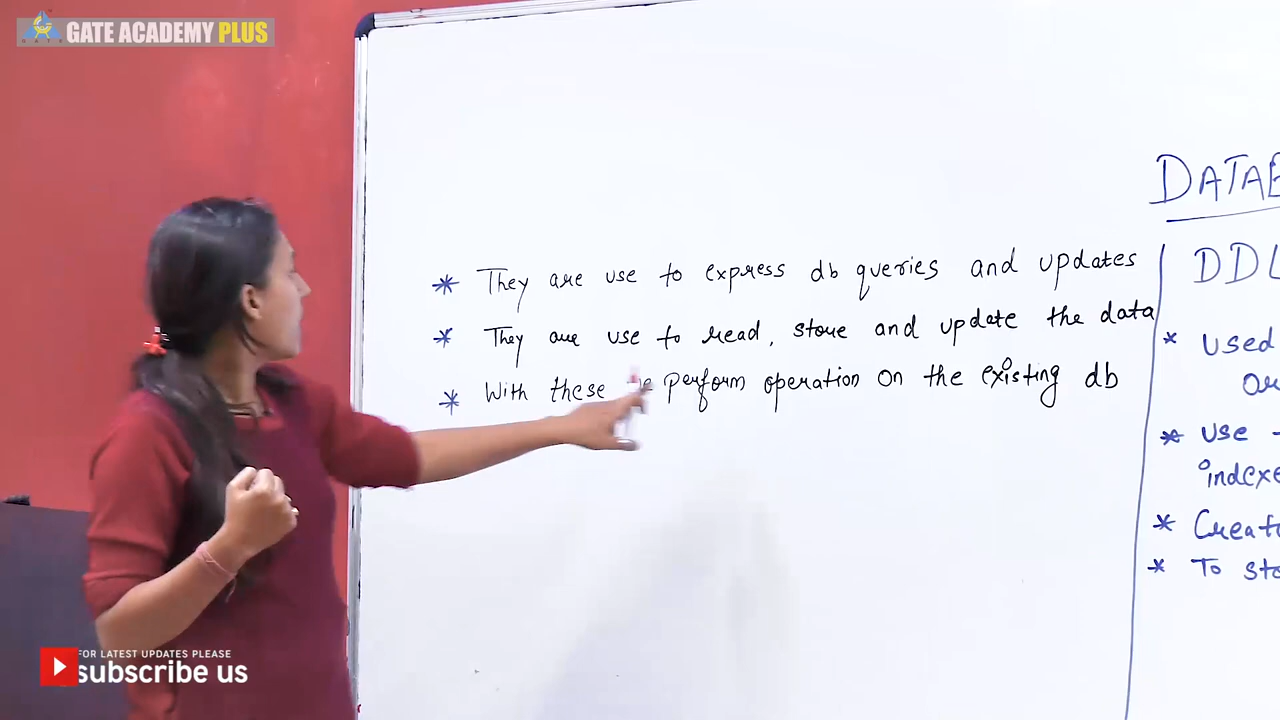 GATE ACADEMY PLUS
GATE
* They are use to express db queries and updates
* They are use to read, store and update the data
* With these perform operation on the existing db
DATAB
DDL
* used
* use
indexe
* Creat
* To sto
FOR LATEST UPDATES PLEASE
subscribe us